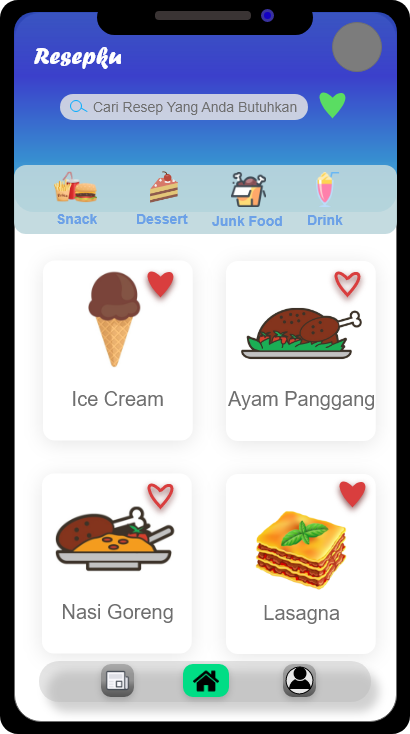 Resepku
Cari Resep Yang Anda Butuhkan
Snack
Dessert
Junk Food
Drink
Ice Cream
Ayam Panggang
Nasi Goreng
Lasagna